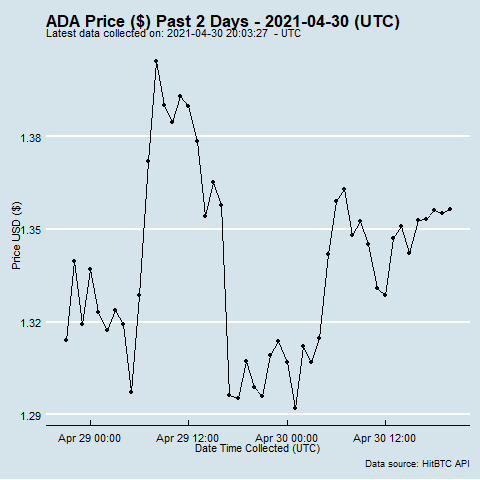 ADA Price ($) Past 2 Days - 2021-04-30 (UTC)
Latest data collected on: 2021-04-30 20:03:27  - UTC
1.38
1.35
1.32
1.29
Price USD ($)
Apr 29 00:00 Apr 29 12:00 Apr 30 00:00 Apr 30 12:00
Date Time Collected (UTC)
Data source: HitBTC API